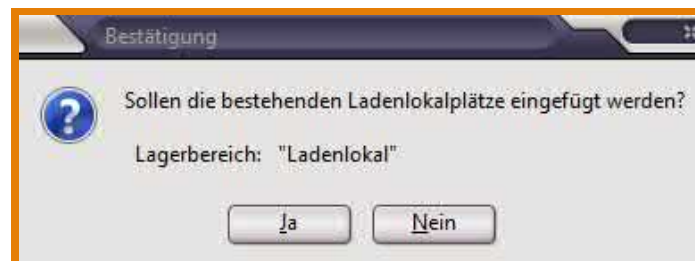 Bestätigung
Sollen die bestehenden Ladenlokalplätze eingefügt werden?
Lagerbereich: "Ladenlokal"
Ja Nein